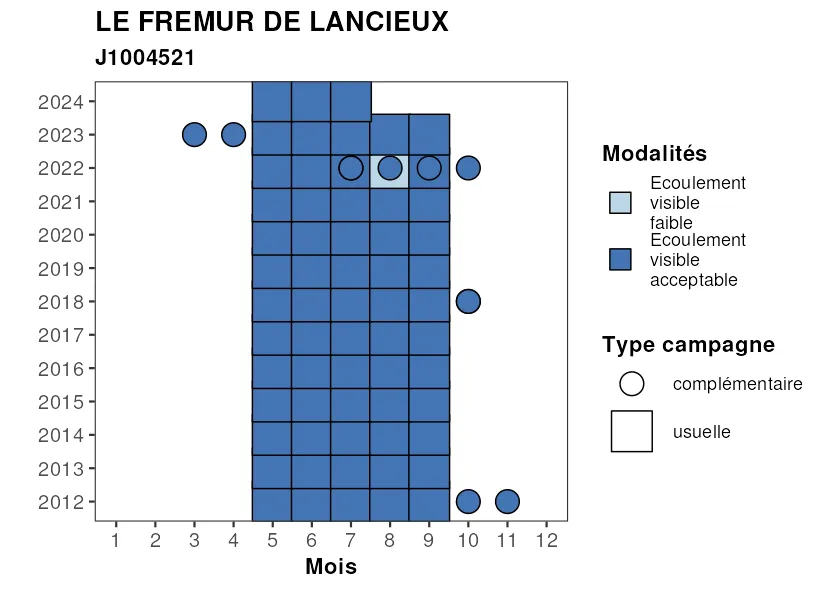 LE FREMUR DE LANCIEUX
J1004521
2024
2023
2022
2021
2020
2019
2018
2017
2016
2015
2014
2013
2012
1 2 3 4 5 6 7 8 9 10 11 12
Mois
Modalités
Ecoulement
visible
faible
Ecoulement
visible
acceptable
Type campagne
complémentaire
usuelle